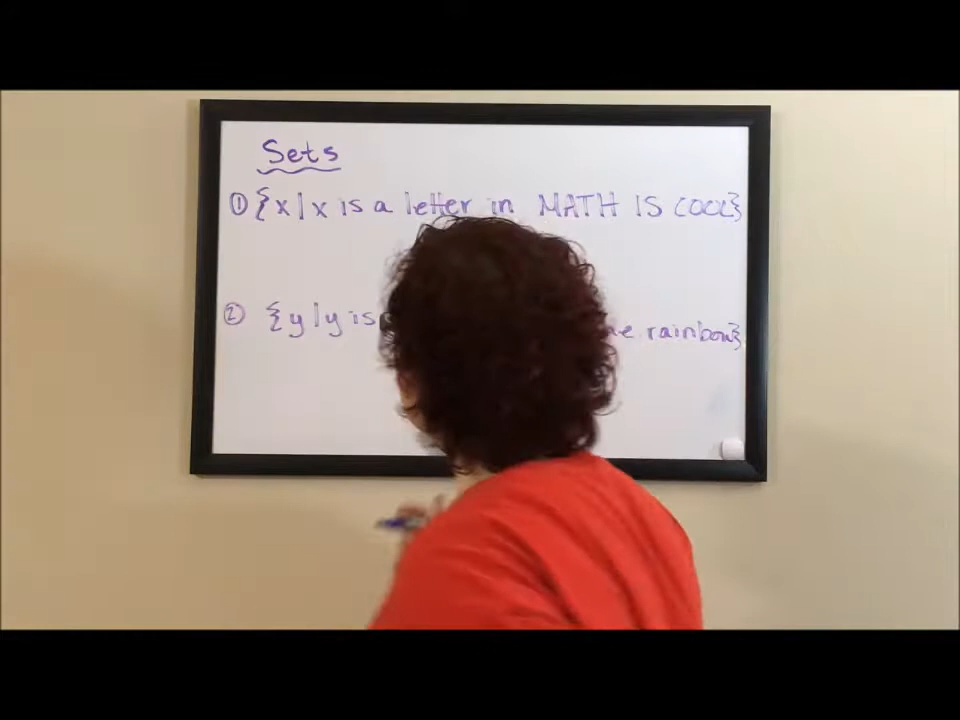 Sets
① {x|x is a letter in MATH IS COOL}
② {y|y is rainbow}